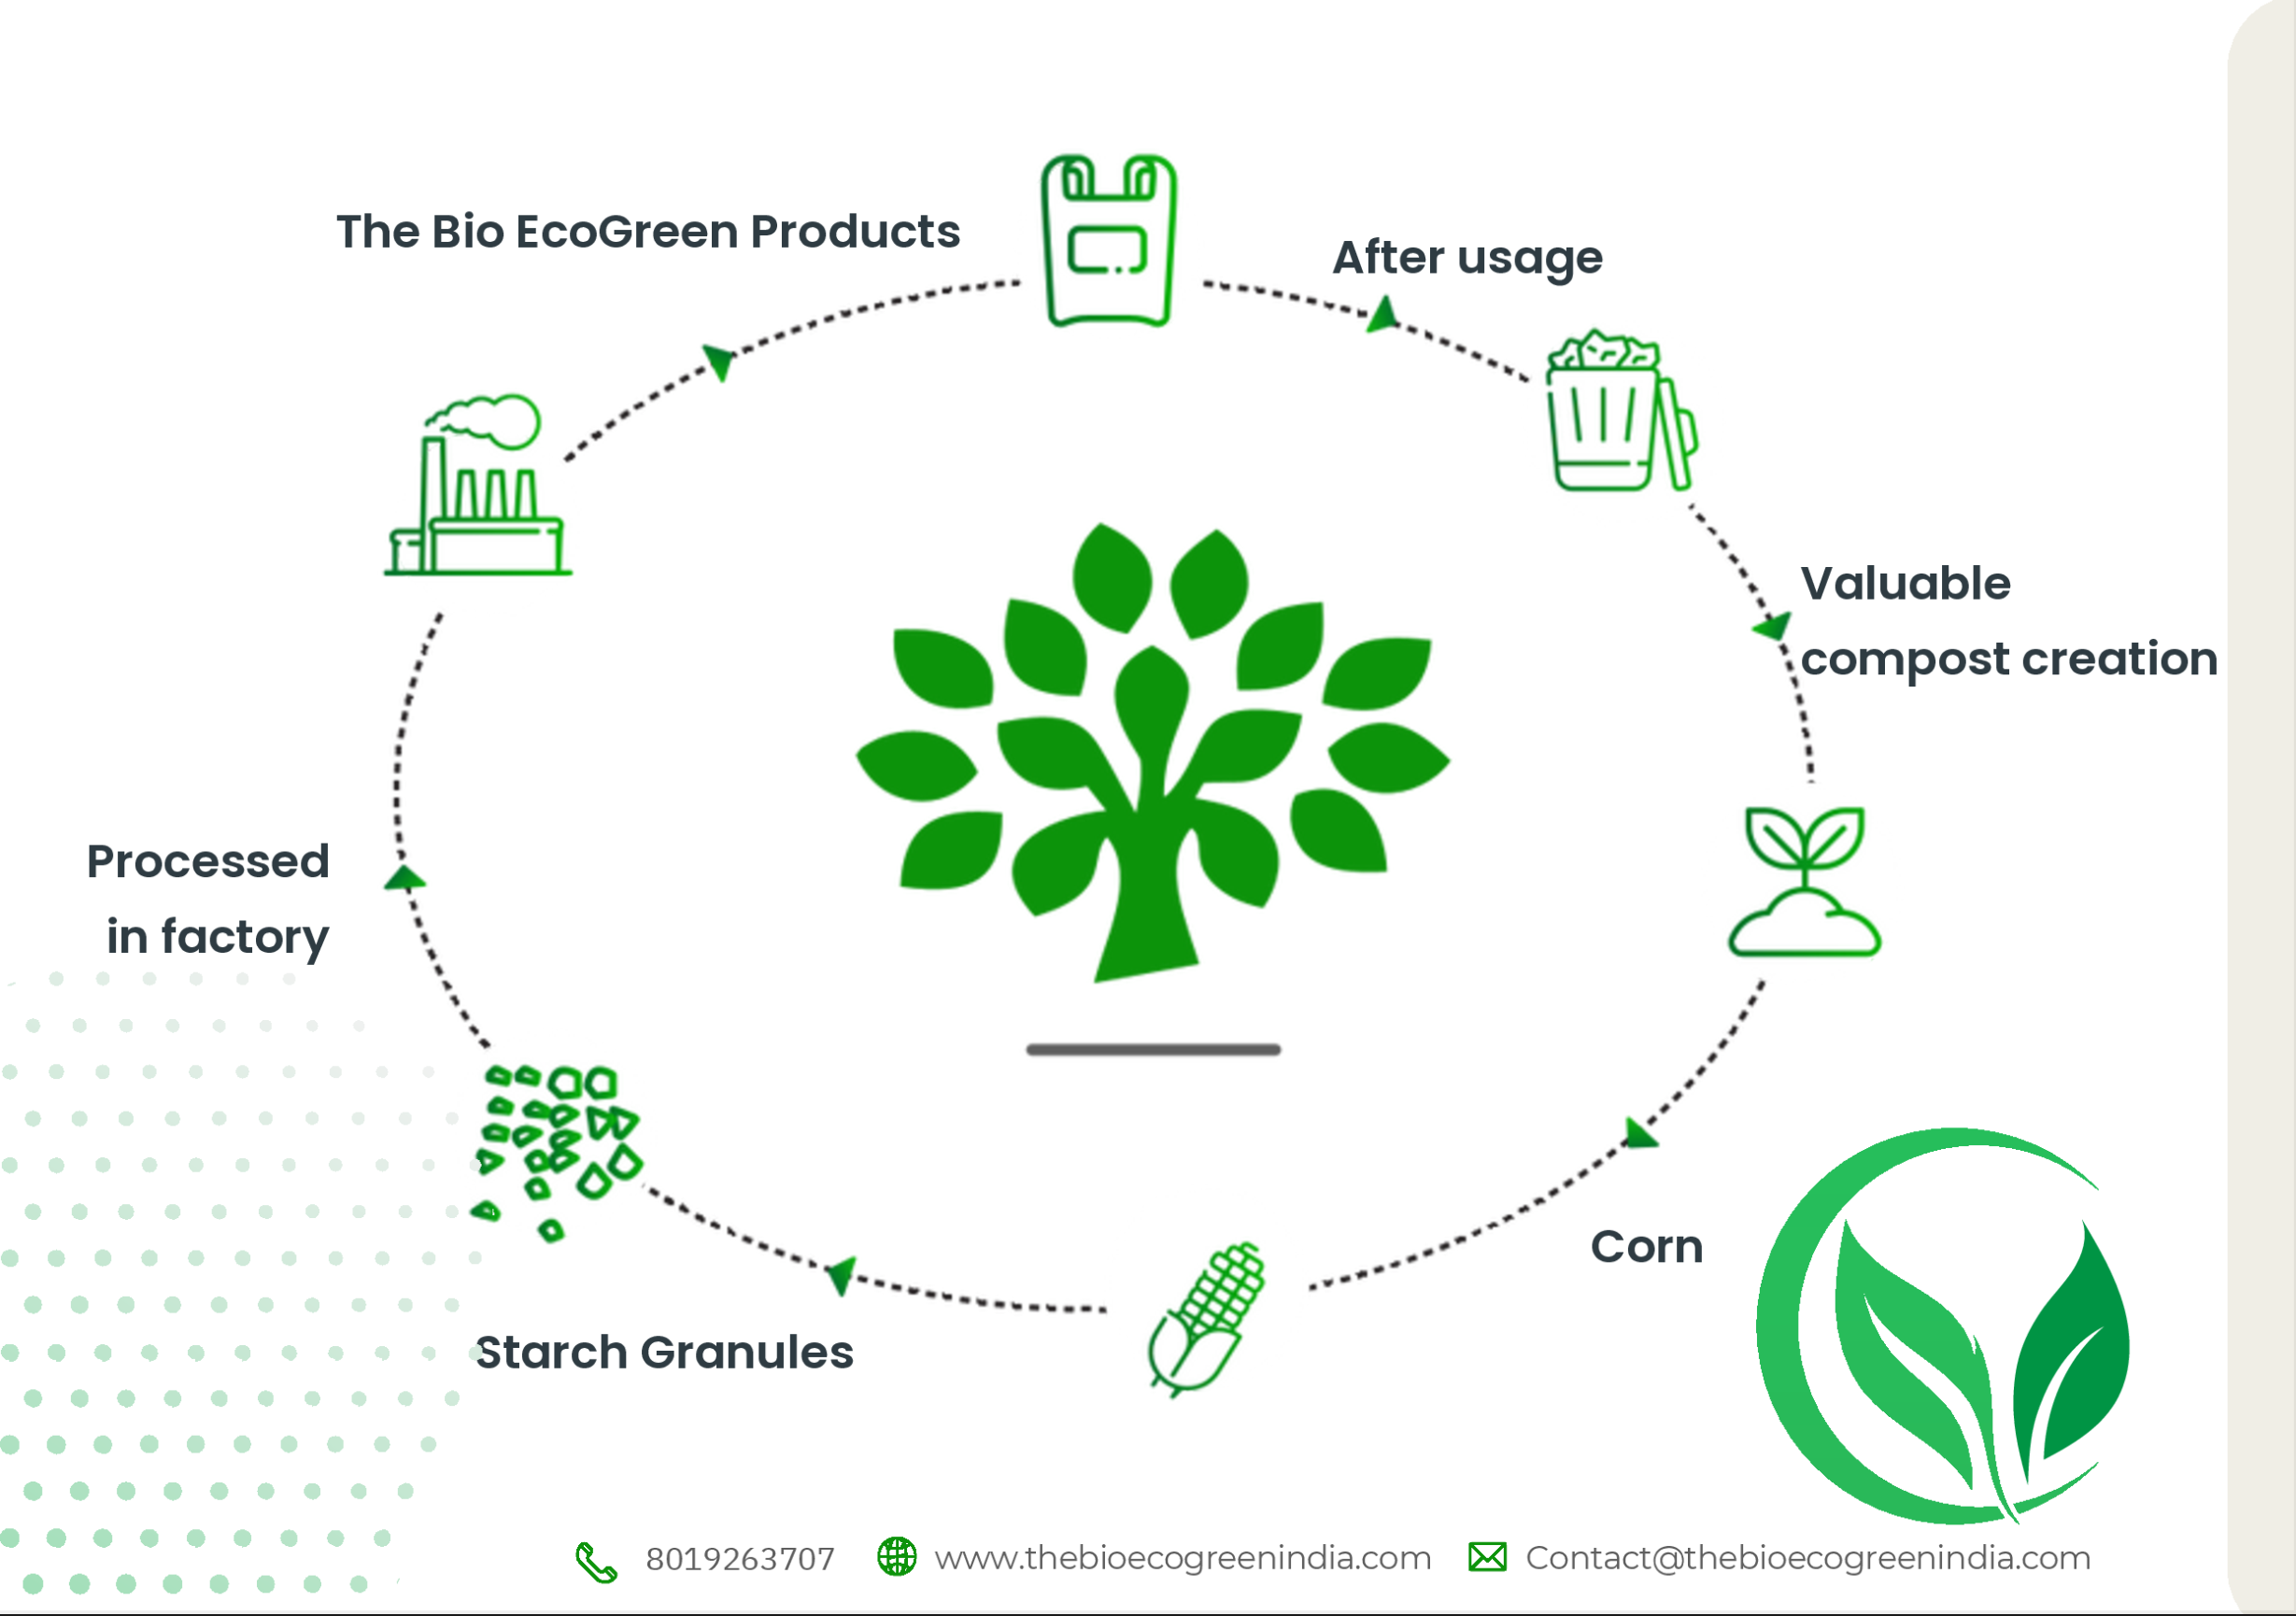 The Bio EcoGreen Products
After usage
Valuable
compost creation
Processed
in factory
Corn
Starch Granules
8019263707
www.thebioecogreenindia.com
Contact@thebioecogreenindia.com